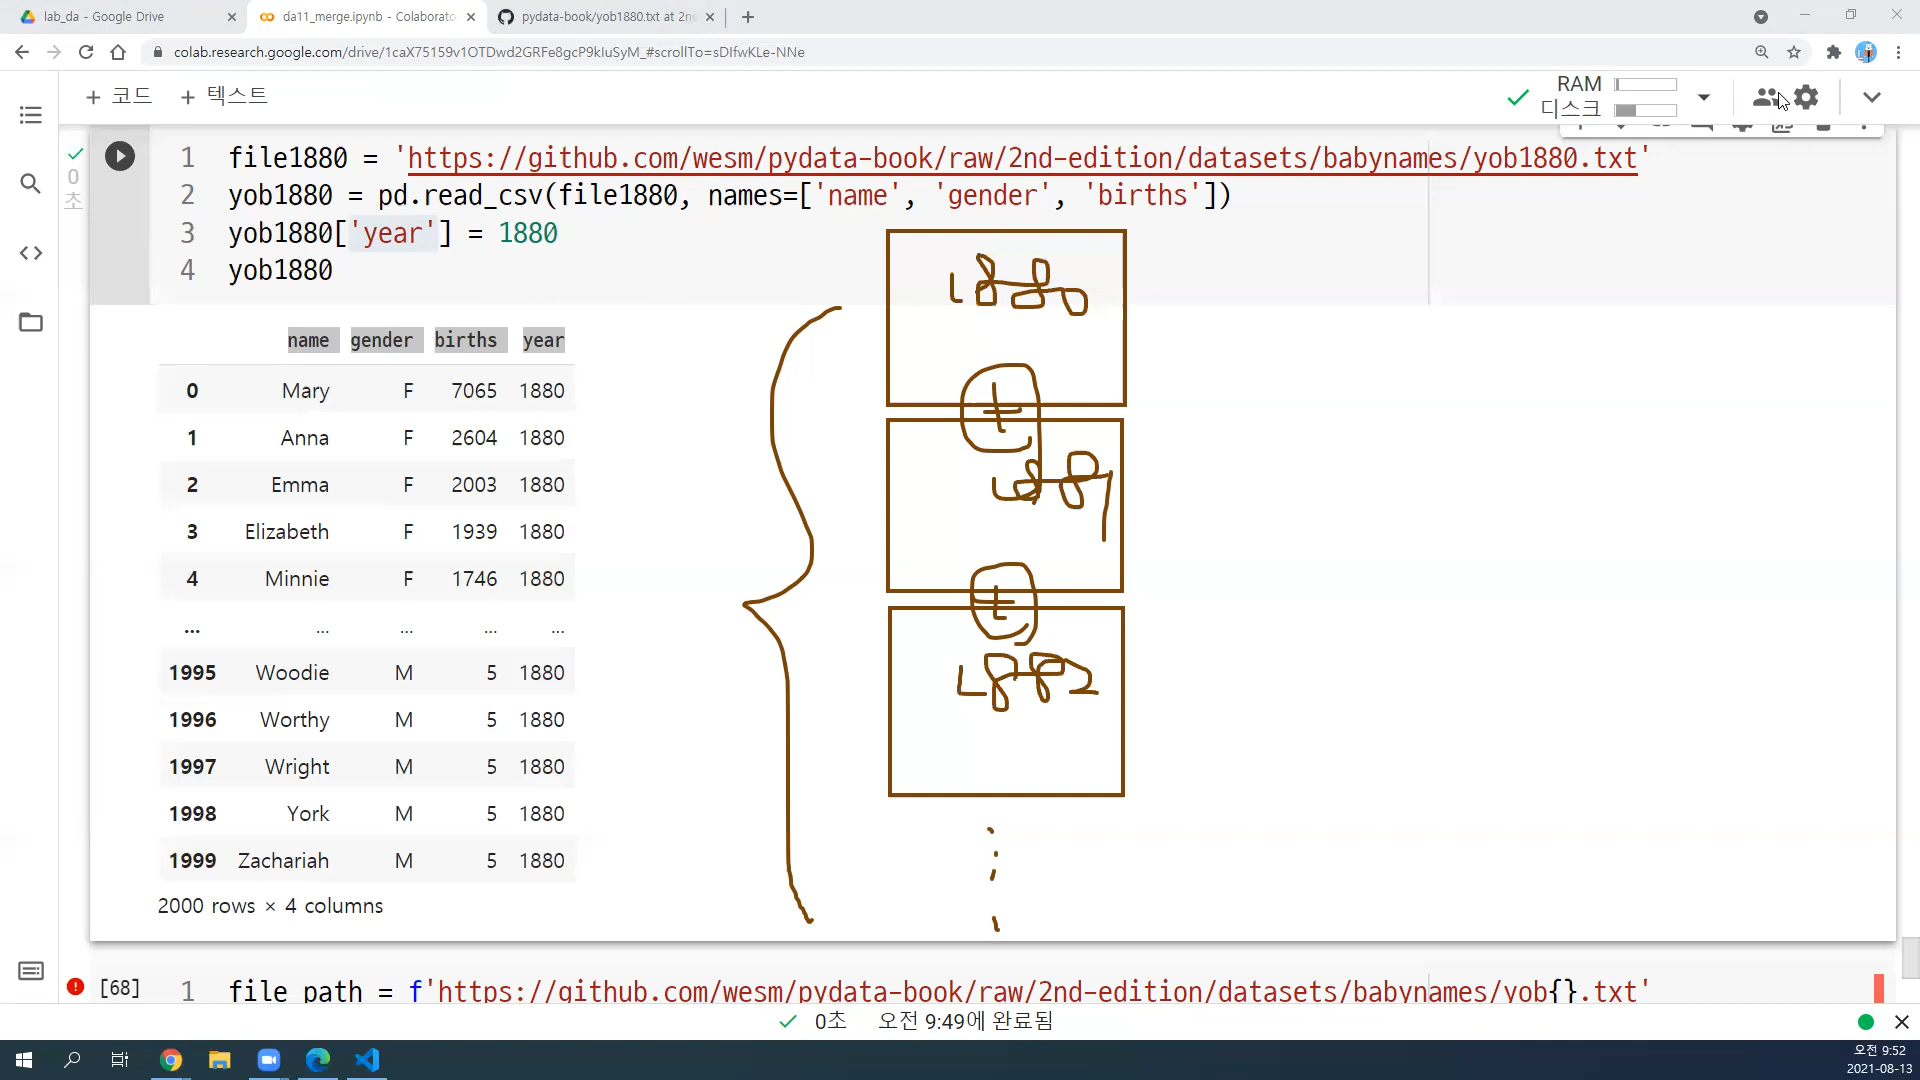 lab_da - Google Drive
da11_merge.ipynb - Colaborato
pydata-book/yob1880.txt at 2n
colab.research.google.com/drive/1caX75159v1OTDwd2GRFe8gcP9kIuSyM_#scrollTo=sDIfwKLe-NNe
+ 코드 + 텍스트
RAM
디스크
0
초
1 file1880 = 'https://github.com/wesm/pydata-book/raw/2nd-edition/datasets/babynames/yob1880.txt'
2 yob1880 = pd.read_csv(file1880, names=['name', 'gender', 'births'])
3 yob1880['year'] = 1880
4 yob1880
name gender births year
0 Mary F 7065 1880
1 Anna F 2604 1880
2 Emma F 2003 1880
3 Elizabeth F 1939 1880
4 Minnie F 1746 1880
... ... ... ... ...
1995 Woodie M 5 1880
1996 Worthy M 5 1880
1997 Wright M 5 1880
1998 York M 5 1880
1999 Zachariah M 5 1880
2000 rows × 4 columns
1880
+
1881
+
1882
[68] 1 file_path = f'https://github.com/wesm/pydata-book/raw/2nd-edition/datasets/babynames/yob{}.txt'
0초 오전 9:49에 완료됨
오전 9:52
2021-08-13